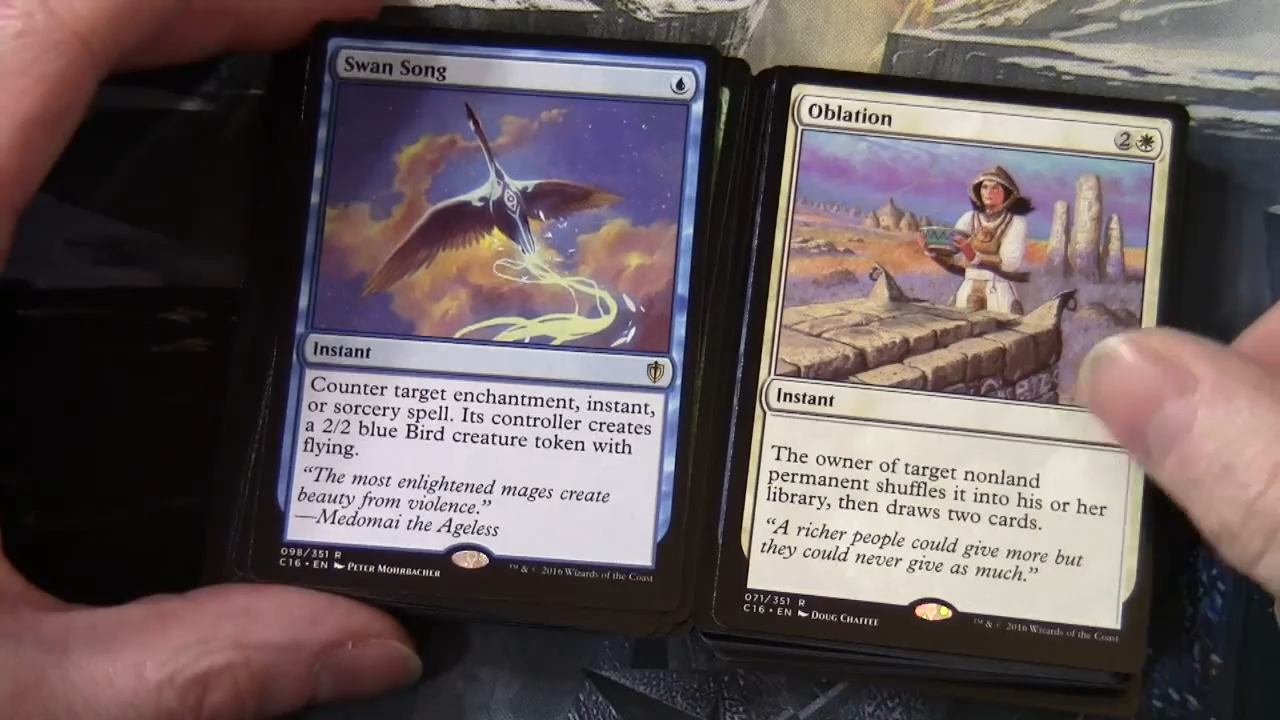 Swan Song
Instant
Counter target enchantment, instant,
or sorcery spell. Its controller creates
a 2/2 blue Bird creature token with
flying.
“The most enlightened mages create
beauty from violence.”
—Medomai the Ageless
098/351 R
C16 • EN PETER MOHRBACHER
™ & © 2016 Wizards of the Coast
Oblation
2
Instant
The owner of target nonland
permanent shuffles it into his or her
library, then draws two cards.
“A richer people could give more but
they could never give as much.”
071/351 R
C16 • EN DOUG CHAFFEE
™ & © 2016 Wizards of the Coast